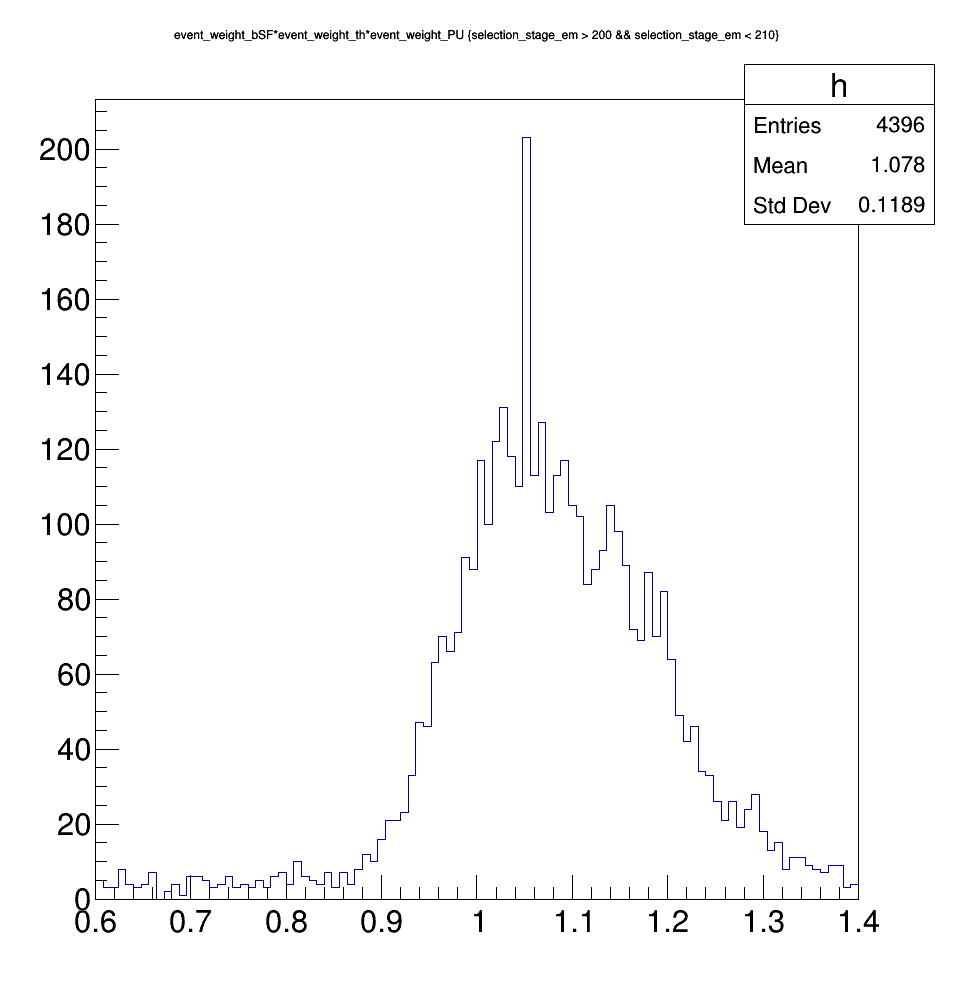 event_weight_bSF*event_weight_th*event_weight_PU {selection_stage_em > 200 && selection_stage_em < 210}
h
Entries 4396
Mean 1.078
Std Dev 0.1189
200
180
160
140
120
100
80
60
40
20
0
0.6 0.7 0.8 0.9 1 1.1 1.2 1.3 1.4